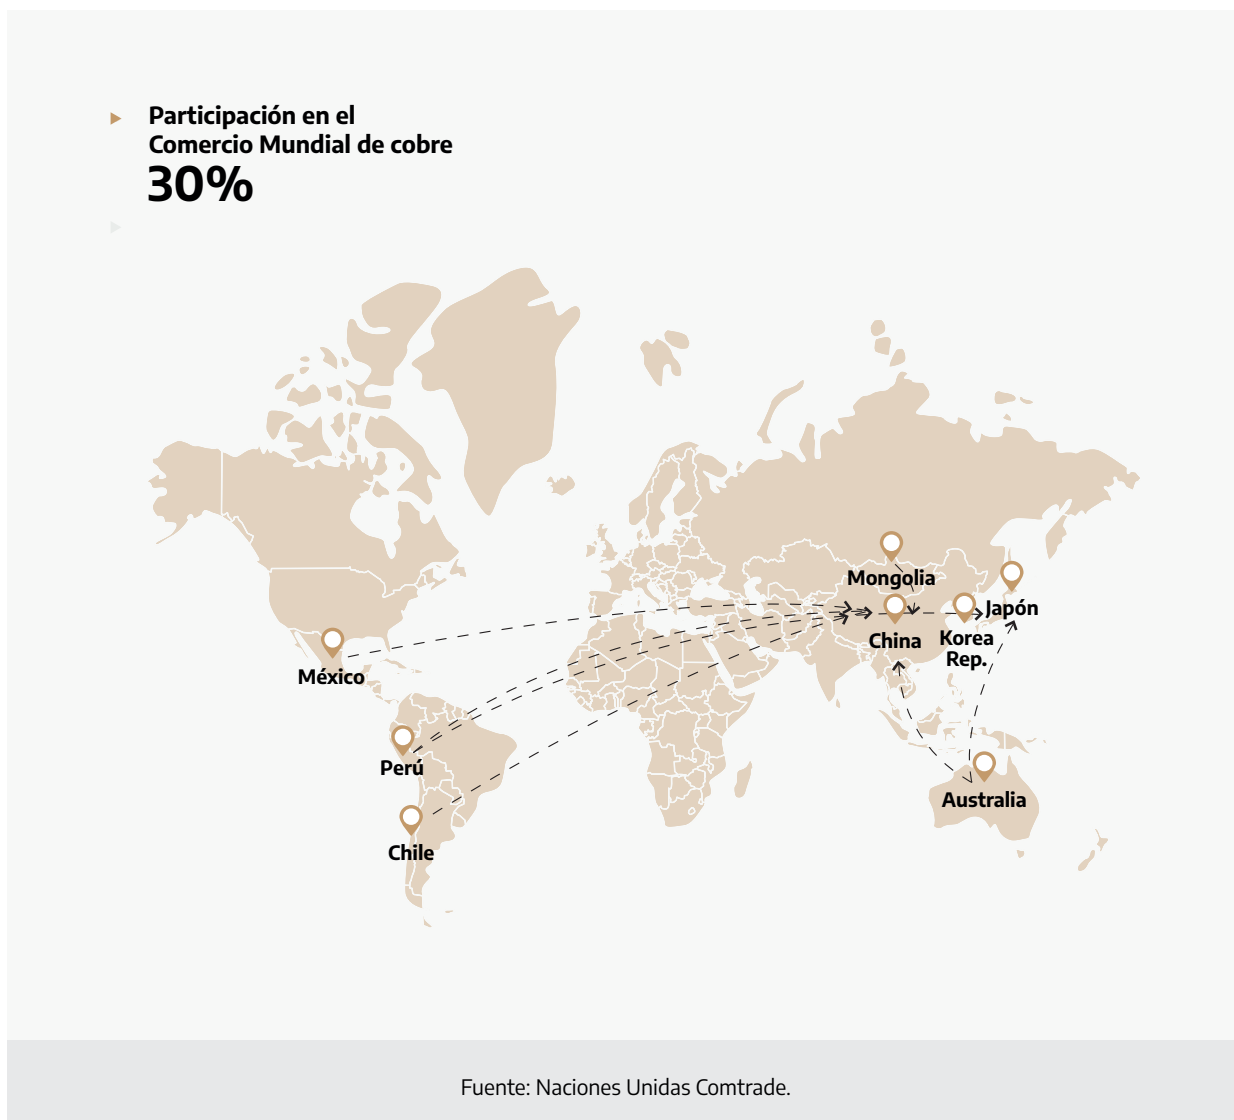 Participación en el
Comercio Mundial de cobre
30%
Mongolia
Japón
China
Korea
Rep.
México
Perú
Australia
Chile
Fuente: Naciones Unidas Comtrade.